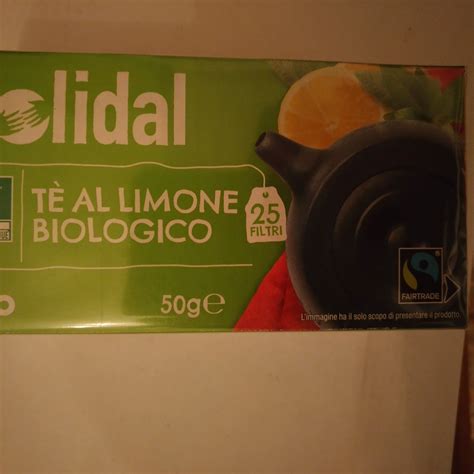 olidal
TÈ AL LIMONE
BIOLOGICO
25
FILTRI
50g℮
FAIRTRADE
L'immagine ha il solo scopo di presentare il prodotto